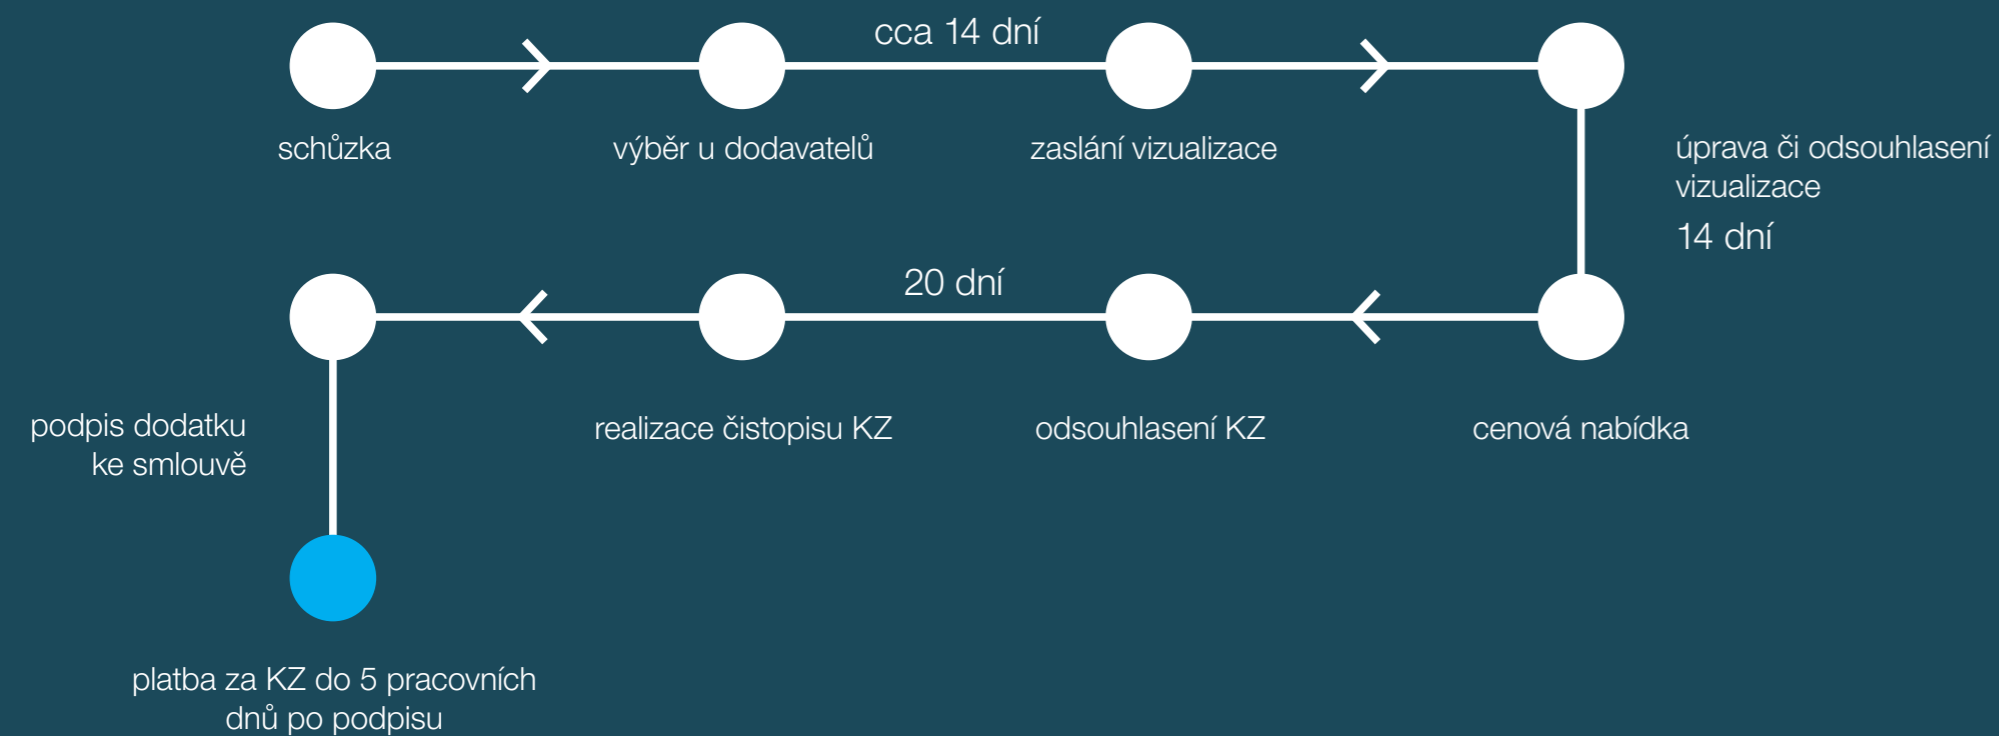 cca 14 dní
schůzka
výběr u dodavatelů
zaslání vizualizace
úprava či odsouhlasení
vizualizace
14 dní
20 dní
podpis dodatku
ke smlouvě
realizace čistopisu KZ
odsouhlasení KZ
cenová nabídka
platba za KZ do 5 pracovních
dnů po podpisu